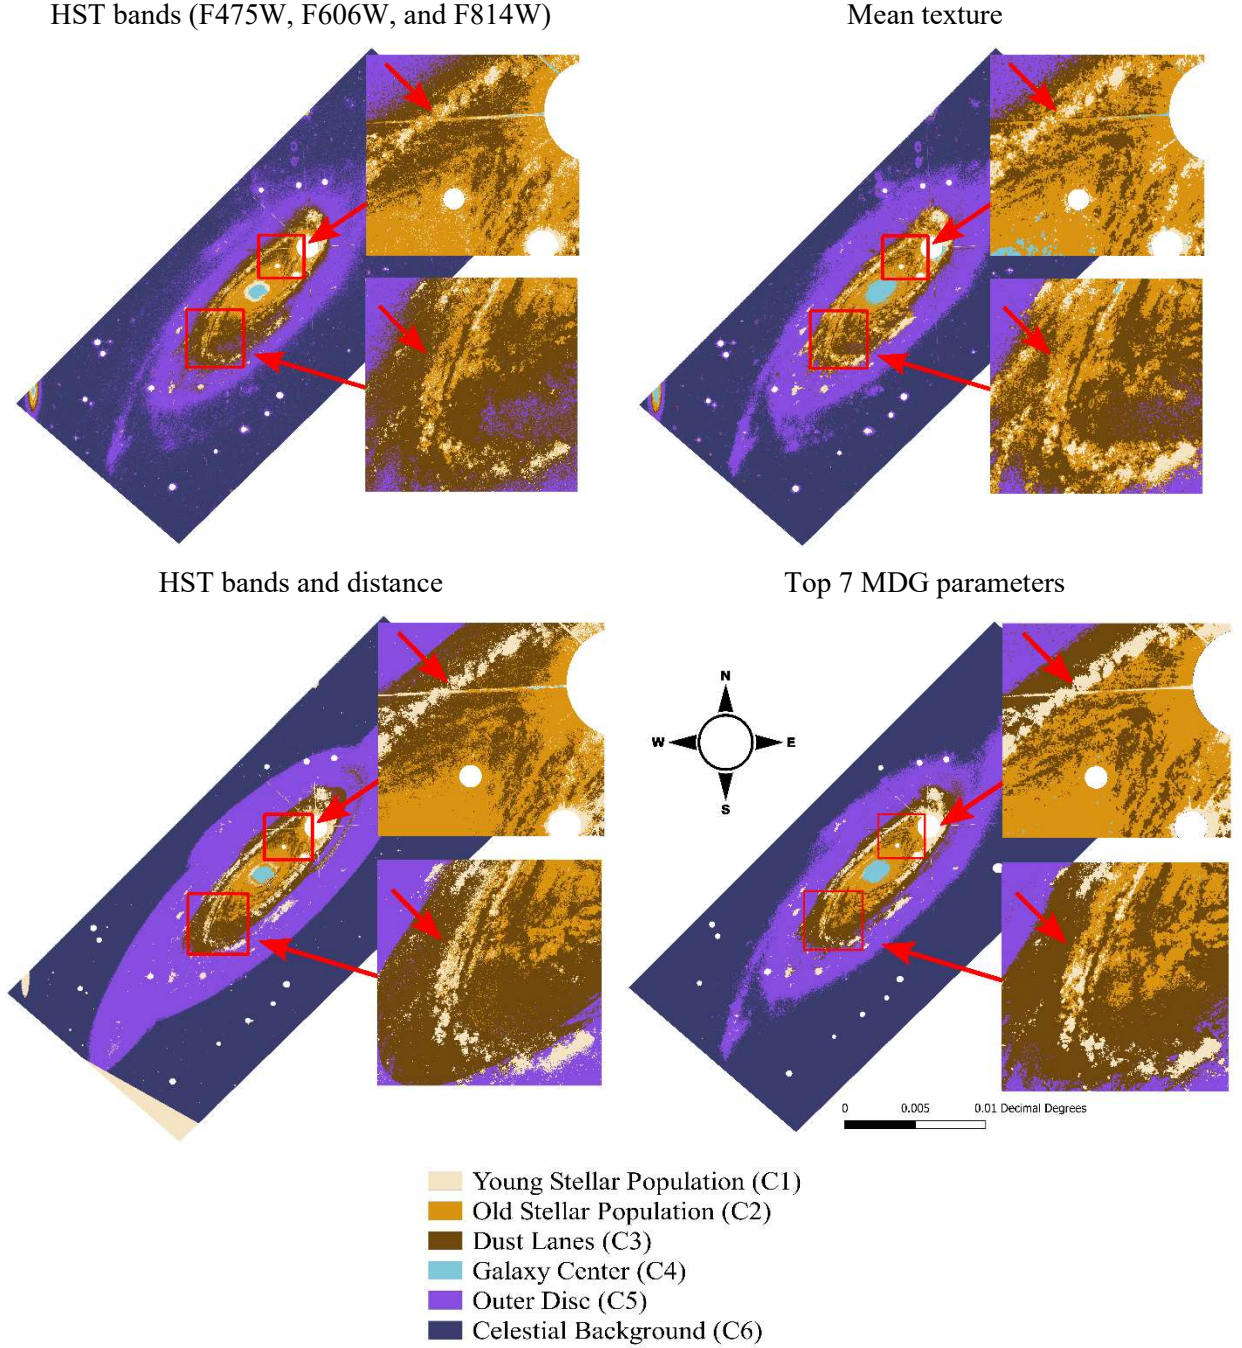 HST bands (F475W, F606W, and F814W)
Mean texture
HST bands and distance
Top 7 MDG parameters
N
W
E
S
0
0.005
0.01 Decimal Degrees
Young Stellar Population (C1)
Old Stellar Population (C2)
Dust Lanes (C3)
Galaxy Center (C4)
Outer Disc (C5)
Celestial Background (C6)